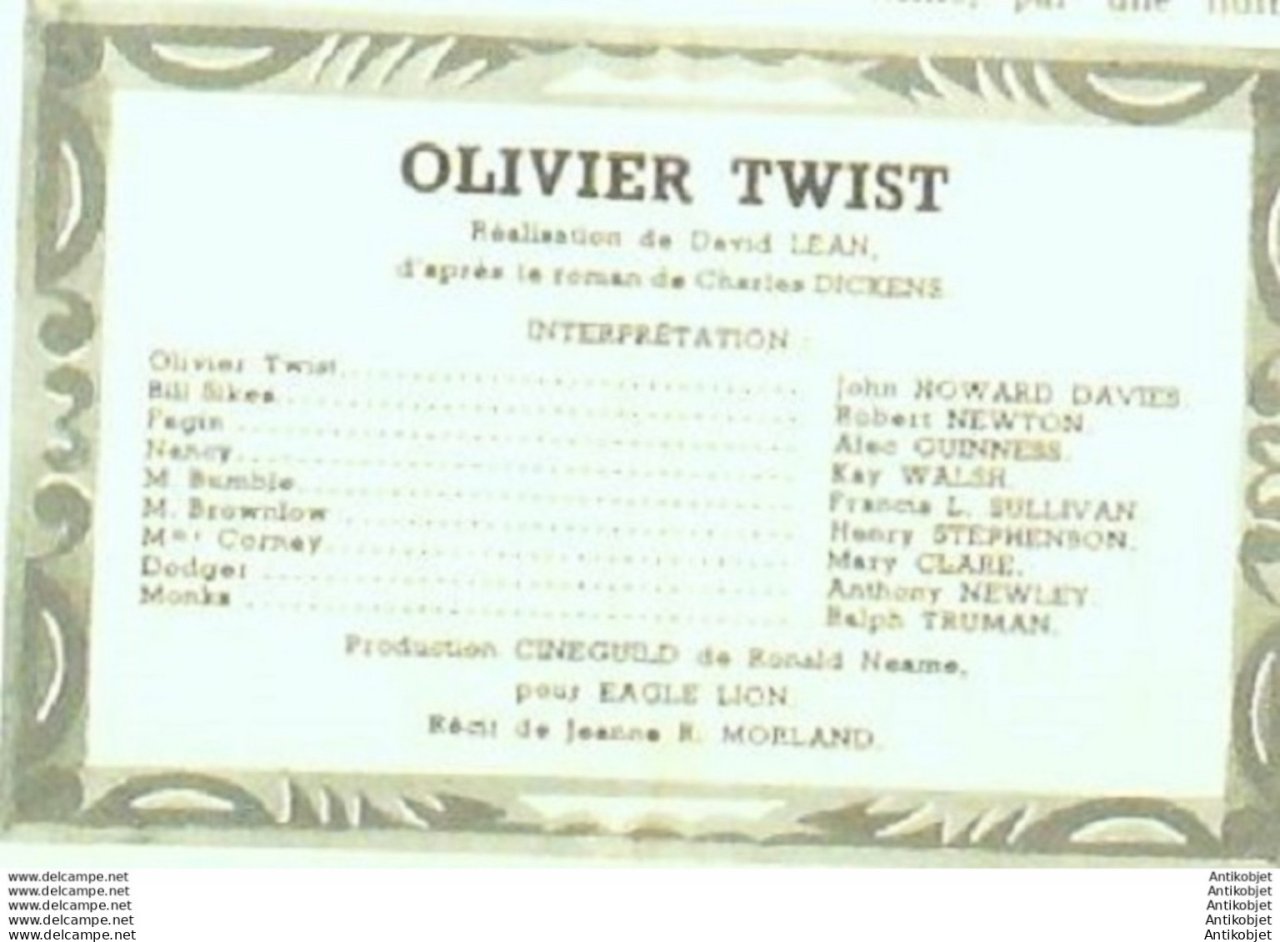 par une nuit
OLIVIER TWIST
Réalisation de David LEAN,
d'après le roman de Charles DICKENS
INTERPRÉTATION :
Olivier Twist ........ John HOWARD DAVIES.
Bill Sikes ........ Robert NEWTON.
Fagin ........ Alec GUINNESS.
Nancy ........ Kay WALSH.
M. Bumble ........ Francis L. SULLIVAN.
M. Brownlow ........ Henry STEPHENSON.
Mme Corney ........ Mary CLARE.
Dodger ........ Anthony NEWLEY.
Monks ........ Ralph TRUMAN.
Production CINEGUILD de Ronald Neame,
pour EAGLE LION.
Récit de Jeanne R. MORLAND.
www.delcampe.net Antikobjet
www.delcampe.net Antikobjet
www.delcampe.net Antikobjet
www.delcampe.net Antikobjet
www.delcampe.net Antikobjet